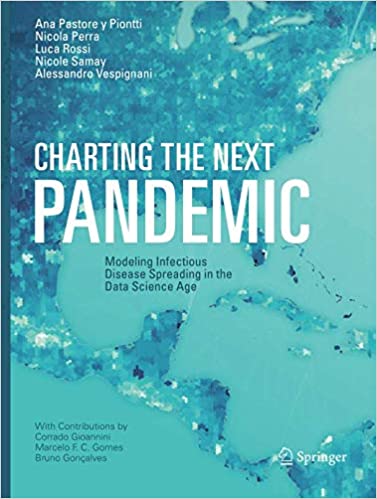 Ana Pastore y Piontti
Nicola Perra
Luca Rossi
Nicole Samay
Alessandro Vespignani
CHARTING THE NEXT
PANDEMIC
Modeling Infectious
Disease Spreading in the
Data Science Age
With Contributions by
Corrado Gioannini
Marcelo F. C. Gomes
Bruno Gonçalves
Springer